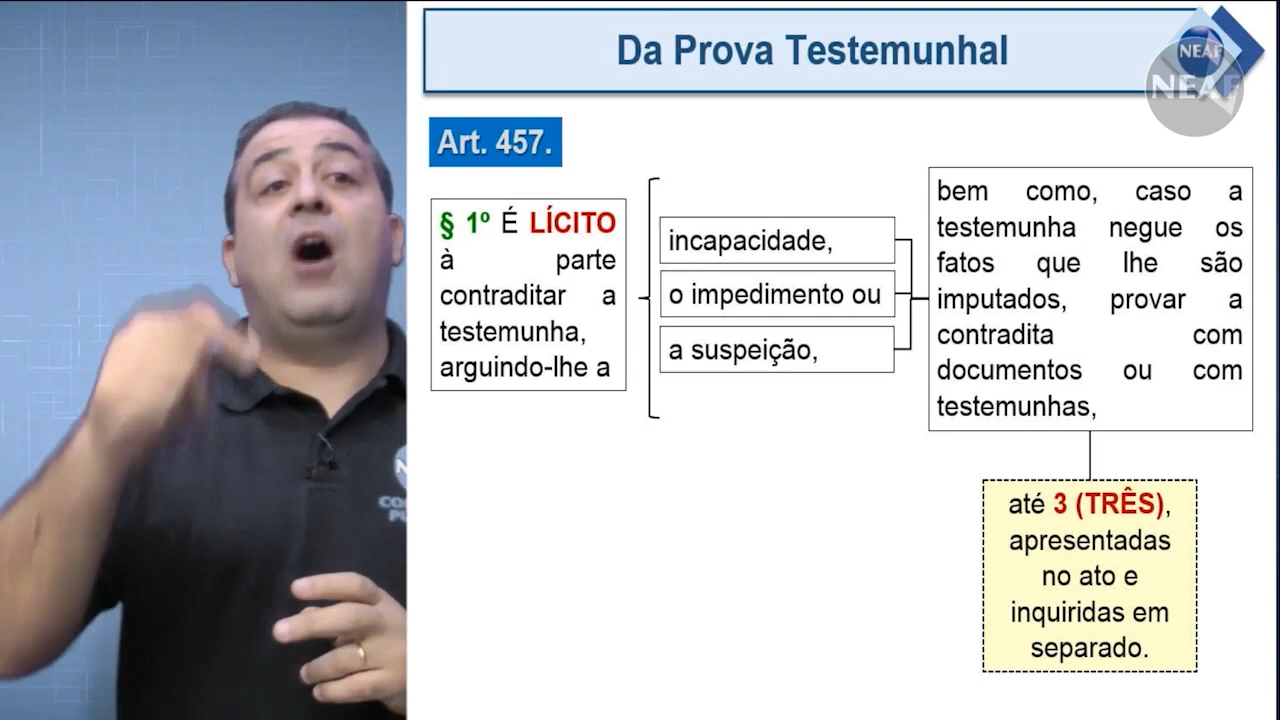 Da Prova Testemunhal
NEAF
NEAF
Art. 457.
§ 1º É LÍCITO
à parte
contraditar a
testemunha,
arguindo-lhe a
incapacidade,
o impedimento ou
a suspeição,
bem como, caso a
testemunha negue os
fatos que lhe são
imputados, provar a
contradita com
documentos ou com
testemunhas,
até 3 (TRÊS),
apresentadas
no ato e
inquiridas em
separado.